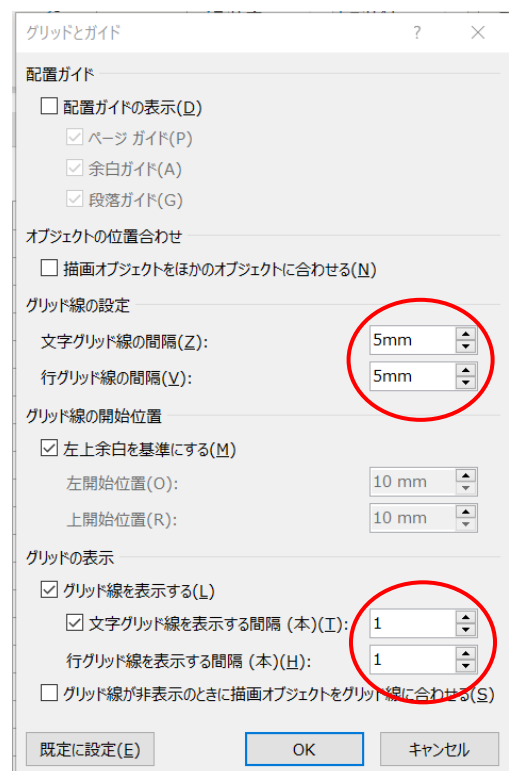 グリッドとガイド ? ×
配置ガイド
配置ガイドの表示(D)
ページ ガイド(P)
余白ガイド(A)
段落ガイド(G)
オブジェクトの位置合わせ
描画オブジェクトをほかのオブジェクトに合わせる(N)
グリッド線の設定
文字グリッド線の間隔(Z): 5mm
行グリッド線の間隔(V): 5mm
グリッド線の開始位置
左上余白を基準にする(M)
左開始位置(O): 10 mm
上開始位置(R): 10 mm
グリッドの表示
グリッド線を表示する(L)
文字グリッド線を表示する間隔 (本)(T): 1
行グリッド線を表示する間隔 (本)(H): 1
グリッド線が非表示のときに描画オブジェクトをグリッド線に合わせる(S)
既定に設定(E) OK キャンセル